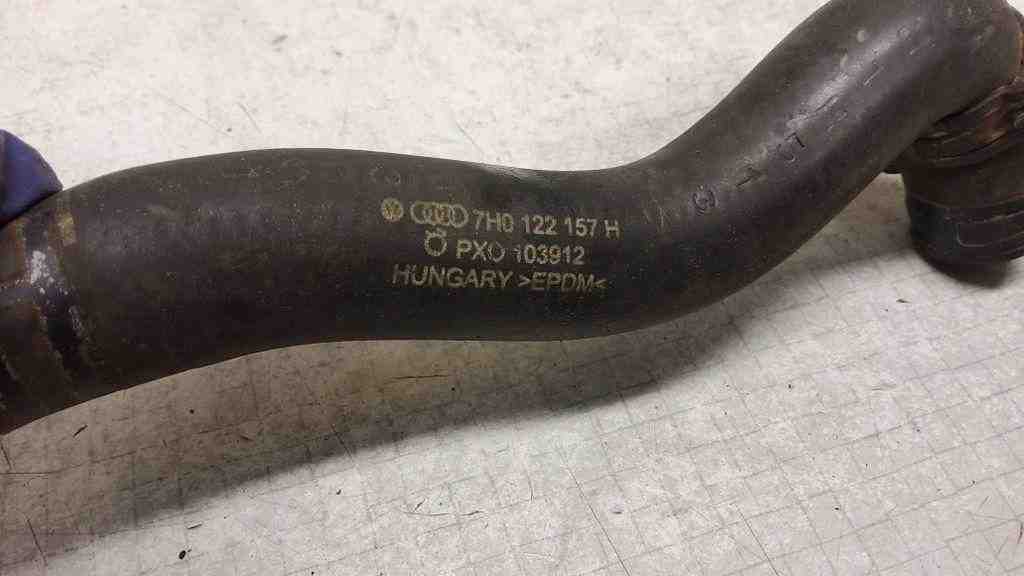 7H0 122 157 H
PXO 103912
HUNGARY >EPDM<